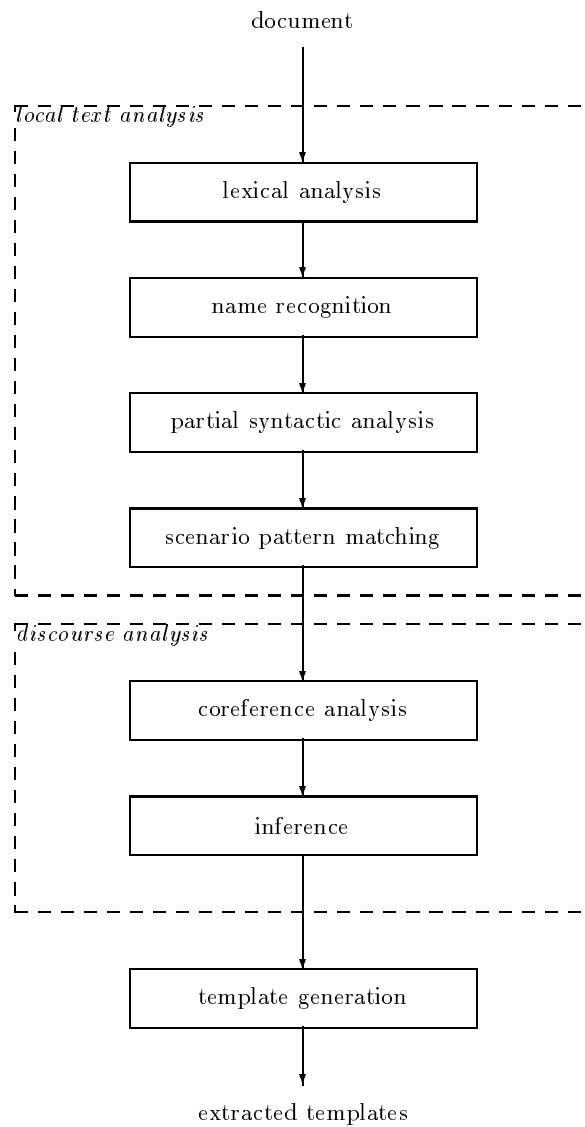 document
local text analysis
lexical analysis
name recognition
partial syntactic analysis
scenario pattern matching
discourse analysis
coreference analysis
inference
template generation
extracted templates